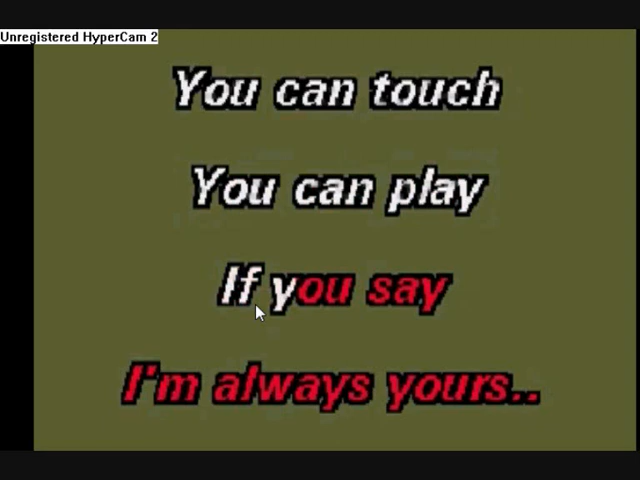 Unregistered HyperCam 2
You can touch
You can play
If you say
I'm always yours..